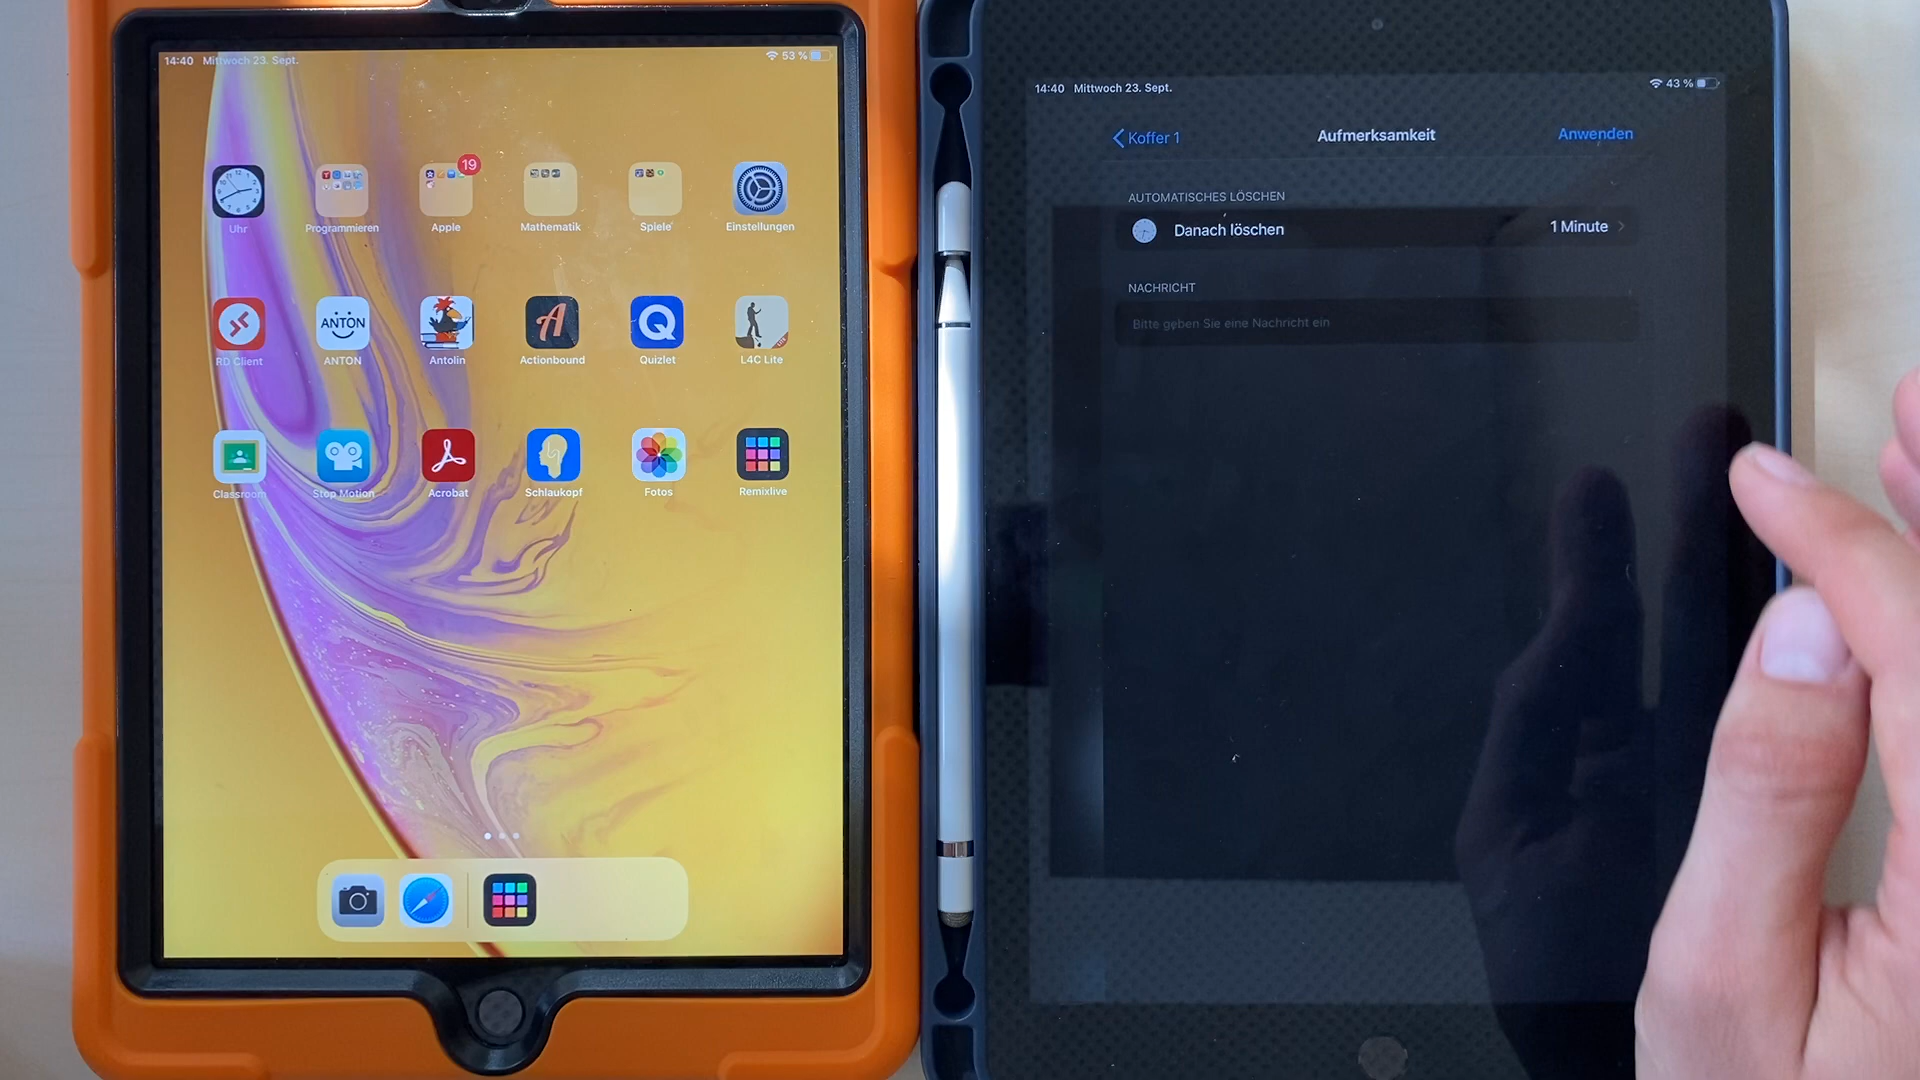 14:40 Mittwoch 23. Sept.
53 %
19
Uhr
Programmieren
Apple
Mathematik
Spiele
Einstellungen
RD Client
ANTON
ANTON
Antolin
Actionbound
Quizlet
L4C Lite
Classroom
Stop Motion
Acrobat
Schlaukopf
Fotos
Remixlive
14:40 Mittwoch 23. Sept.
43 %
Koffer 1
Aufmerksamkeit
Anwenden
AUTOMATISCHES LÖSCHEN
Danach löschen
1 Minute
NACHRICHT
Bitte geben Sie eine Nachricht ein